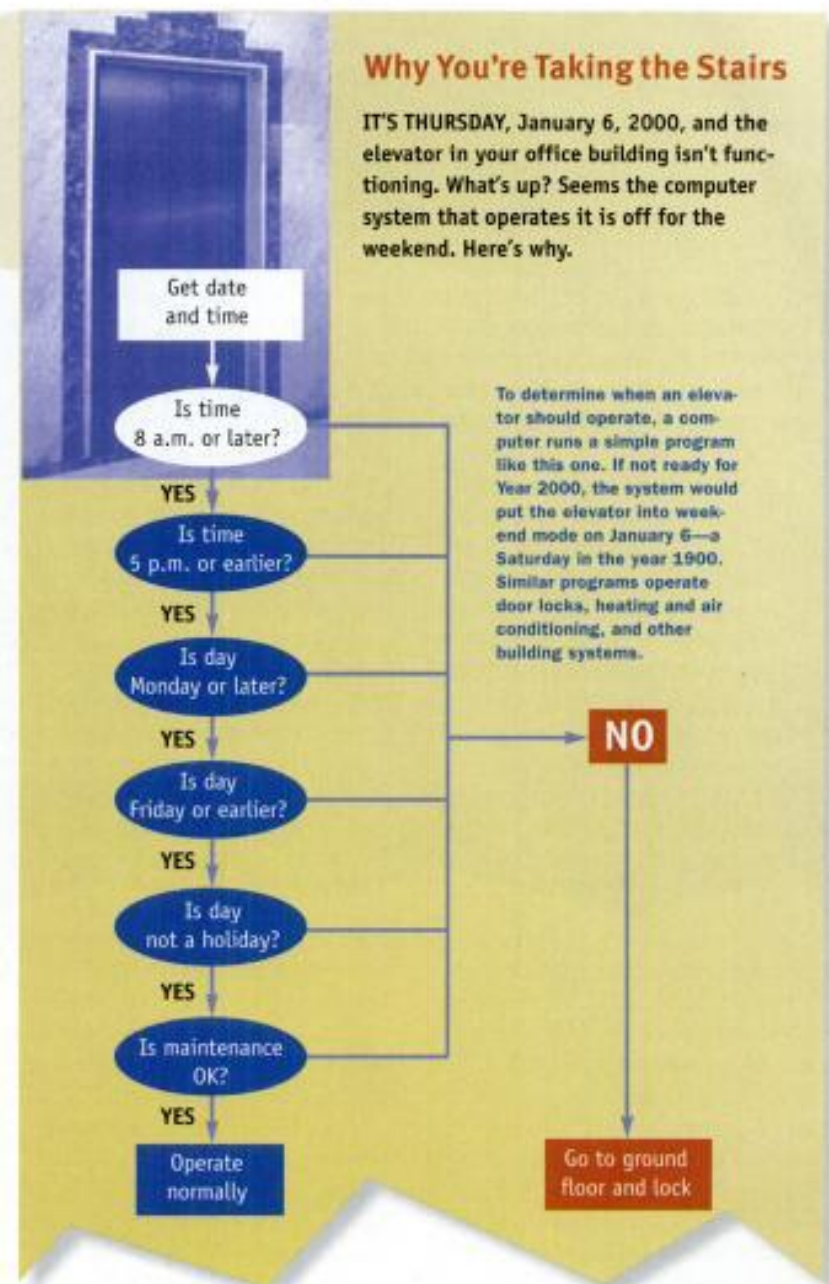 Why You're Taking the Stairs
IT'S THURSDAY, January 6, 2000, and the
elevator in your office building isn't func-
tioning. What's up? Seems the computer
system that operates it is off for the
weekend. Here's why.
Get date
and time
Is time
8 a.m. or later?
To determine when an eleva-
tor should operate, a com-
puter runs a simple program
like this one. If not ready for
Year 2000, the system would
put the elevator into week-
end mode on January 6—a
Saturday in the year 1900.
Similar programs operate
door locks, heating and air
conditioning, and other
building systems.
YES
Is time
5 p.m. or earlier?
YES
Is day
Monday or later?
YES
NO
Is day
Friday or earlier?
YES
Is day
not a holiday?
YES
Is maintenance
OK?
YES
Operate
normally
Go to ground
floor and lock